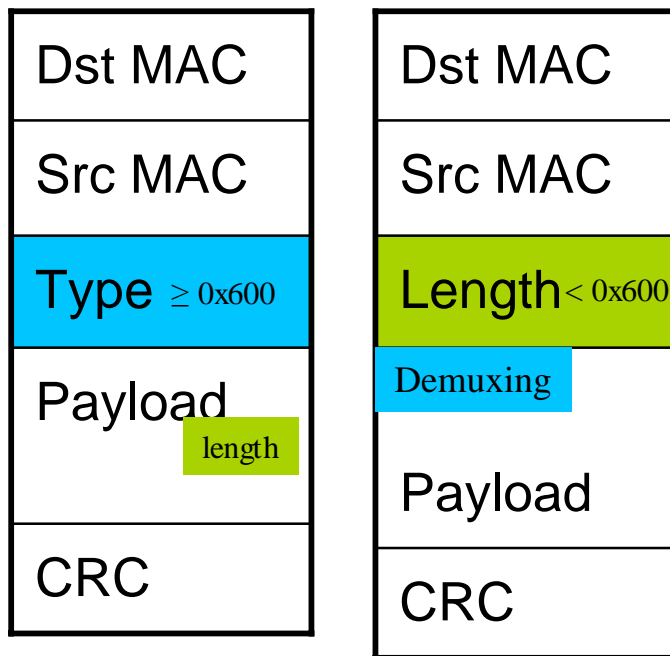 Dst MAC
Src MAC
Type ≥ 0x600
Payload
length
CRC
Dst MAC
Src MAC
Length < 0x600
Demuxing
Payload
CRC